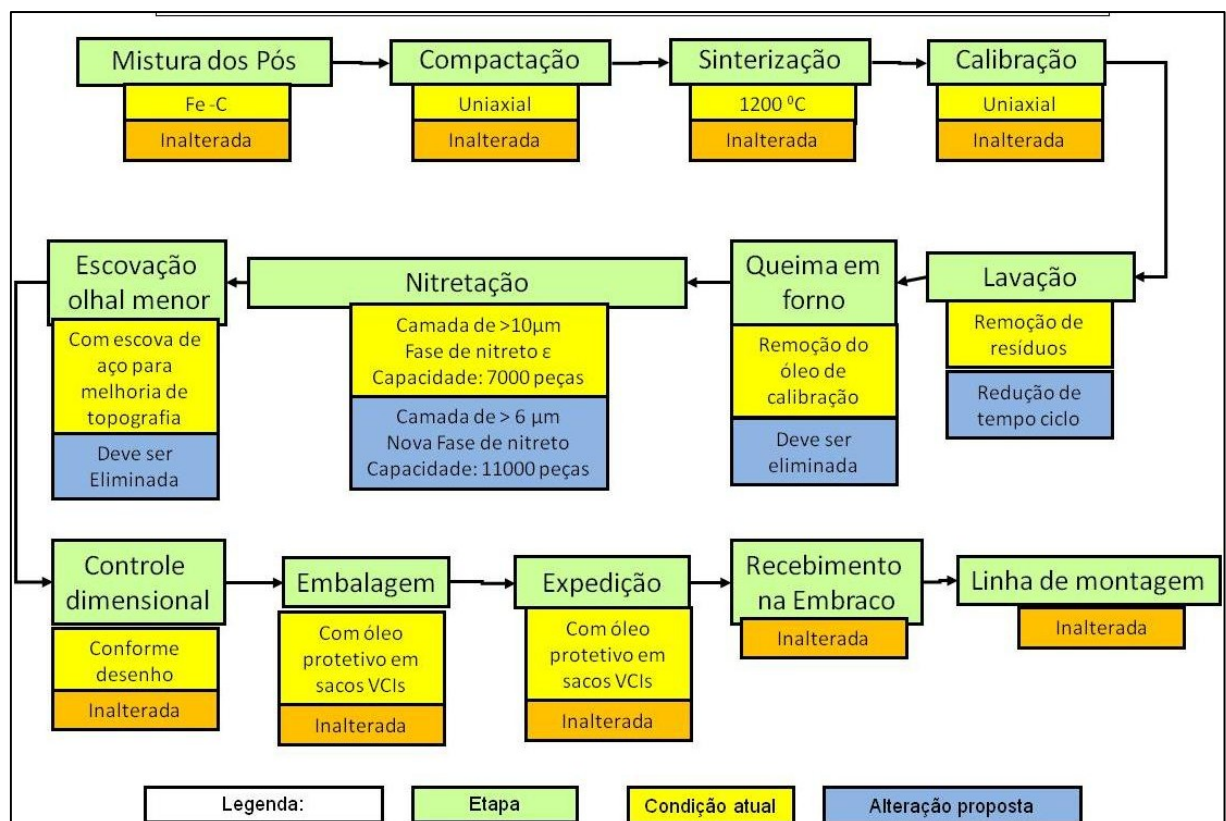 Mistura dos Pós
Fe -C
Inalterada
Compactação
Uniaxial
Inalterada
Sinterização
1200 ⁰C
Inalterada
Calibração
Uniaxial
Inalterada
Lavação
Remoção de
resíduos
Redução de
tempo ciclo
Queima em
forno
Remoção do
óleo de
calibração
Deve ser
eliminada
Nitretação
Camada de >10µm
Fase de nitreto ε
Capacidade: 7000 peças
Camada de > 6 µm
Nova Fase de nitreto
Capacidade: 11000 peças
Escovação
olhal menor
Com escova de
aço para
melhoria de
topografia
Deve ser
Eliminada
Controle
dimensional
Conforme
desenho
Inalterada
Embalagem
Com óleo
protetivo em
sacos VCIs
Inalterada
Expedição
Com óleo
protetivo em
sacos VCIs
Inalterada
Recebimento
na Embraco
Inalterada
Linha de montagem
Inalterada
Legenda:
Etapa
Condição atual
Alteração proposta